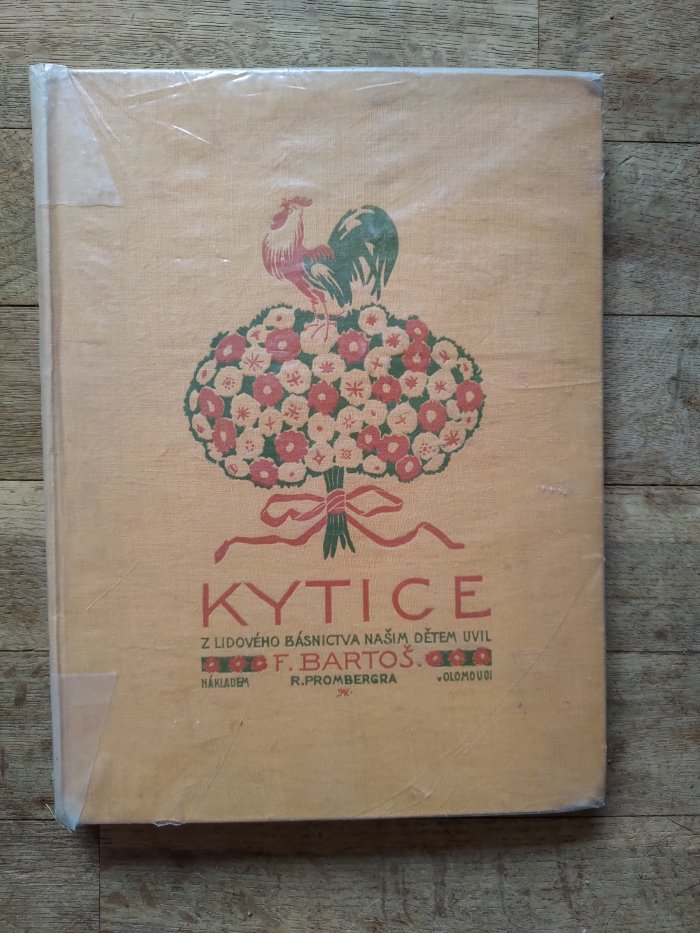 KYTICE
Z LIDOVÉHO BÁSNICTVA NAŠIM DĚTEM UVIL
F. BARTOŠ.
NÁKLADEM R. PROMBERGRA V OLOMOUCI